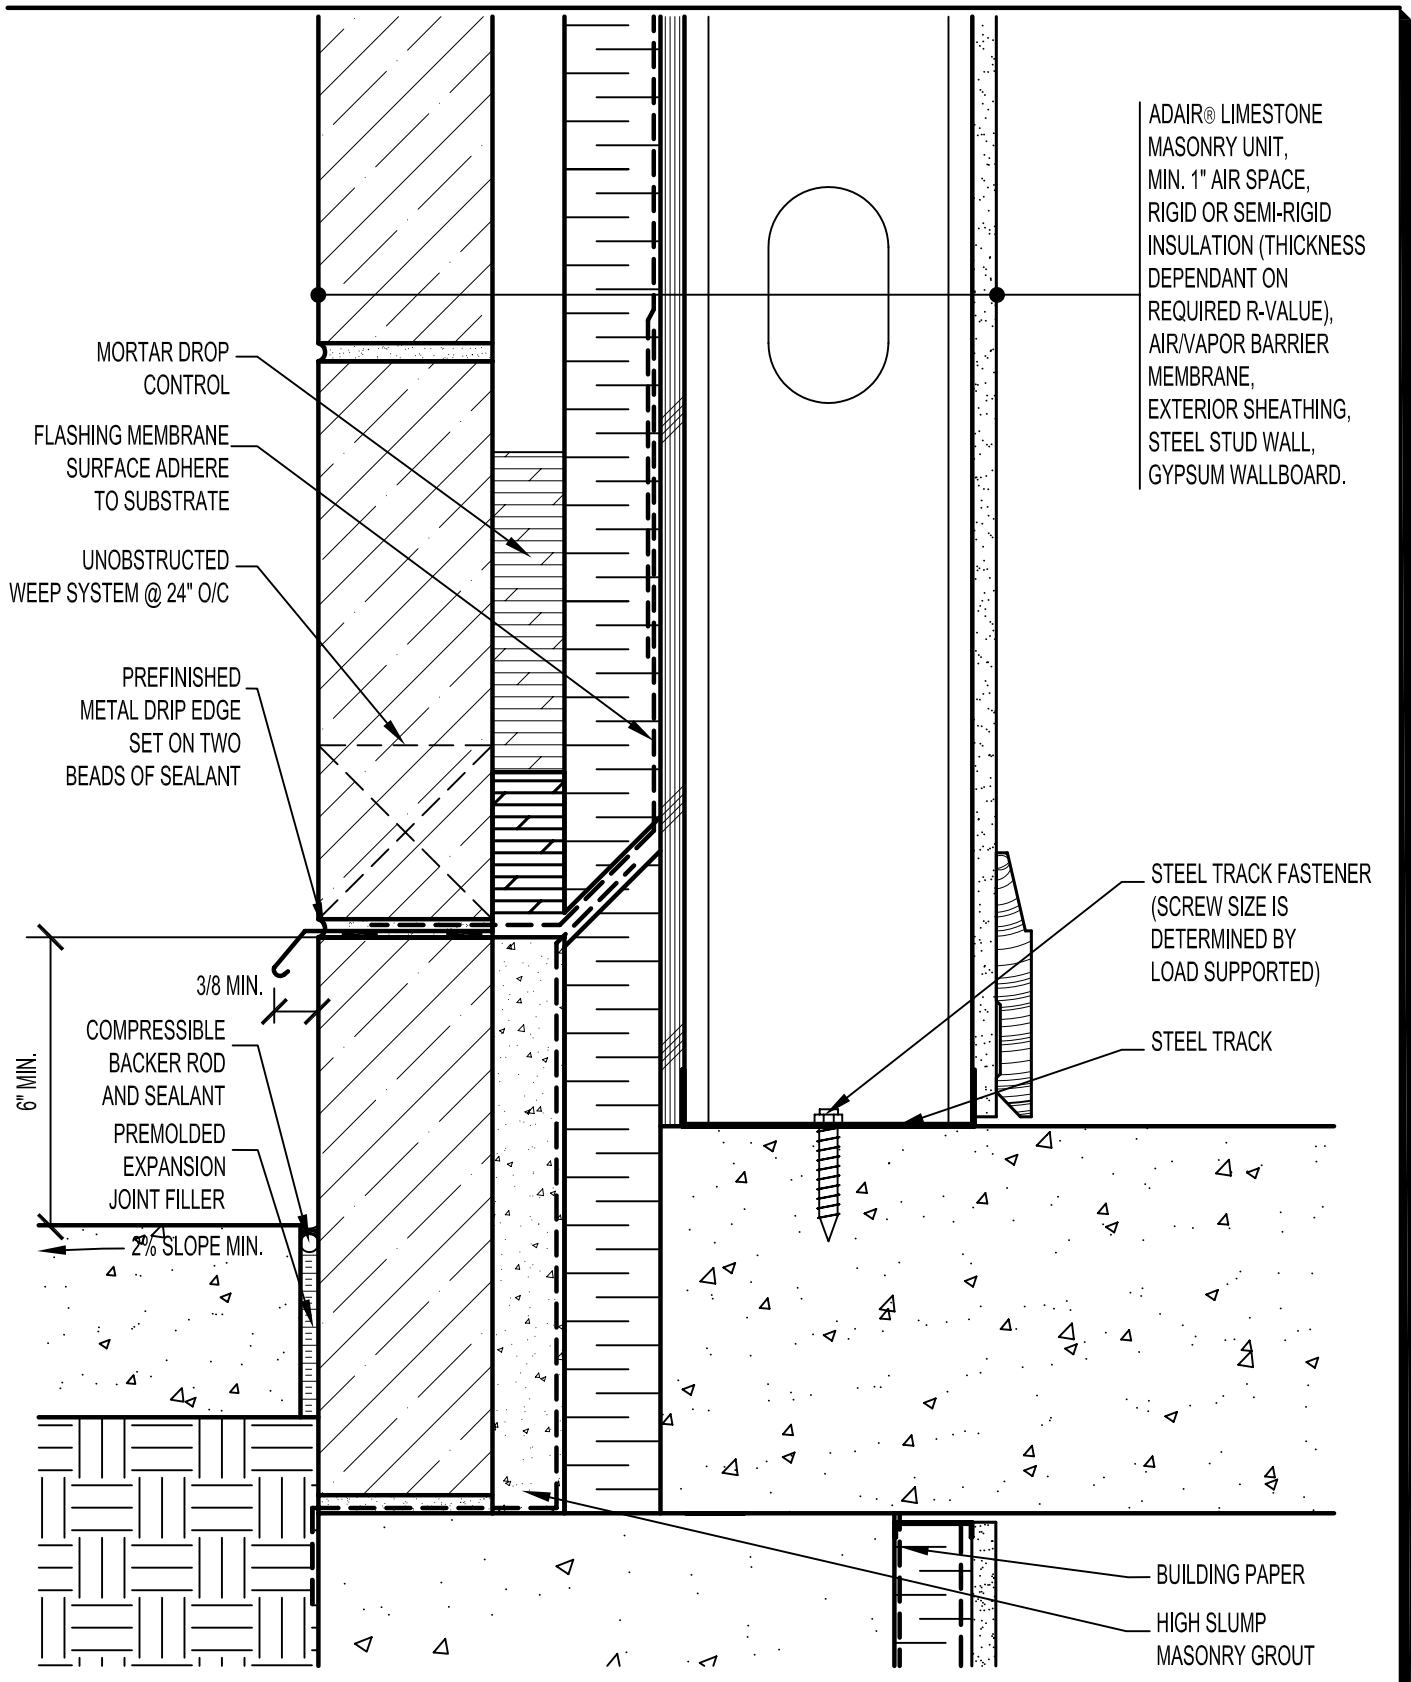 ADAIR® LIMESTONE
MASONRY UNIT,
MIN. 1" AIR SPACE,
RIGID OR SEMI-RIGID
INSULATION (THICKNESS
DEPENDANT ON
REQUIRED R-VALUE),
AIR/VAPOR BARRIER
MEMBRANE,
EXTERIOR SHEATHING,
STEEL STUD WALL,
GYPSUM WALLBOARD.
MORTAR DROP
CONTROL
FLASHING MEMBRANE
SURFACE ADHERE
TO SUBSTRATE
UNOBSTRUCTED
WEEP SYSTEM @ 24" O/C
PREFINISHED
METAL DRIP EDGE
SET ON TWO
BEADS OF SEALANT
3/8 MIN.
6" MIN.
COMPRESSIBLE
BACKER ROD
AND SEALANT
PREMOLDED
EXPANSION
JOINT FILLER
2% SLOPE MIN.
STEEL TRACK FASTENER
(SCREW SIZE IS
DETERMINED BY
LOAD SUPPORTED)
STEEL TRACK
BUILDING PAPER
HIGH SLUMP
MASONRY GROUT